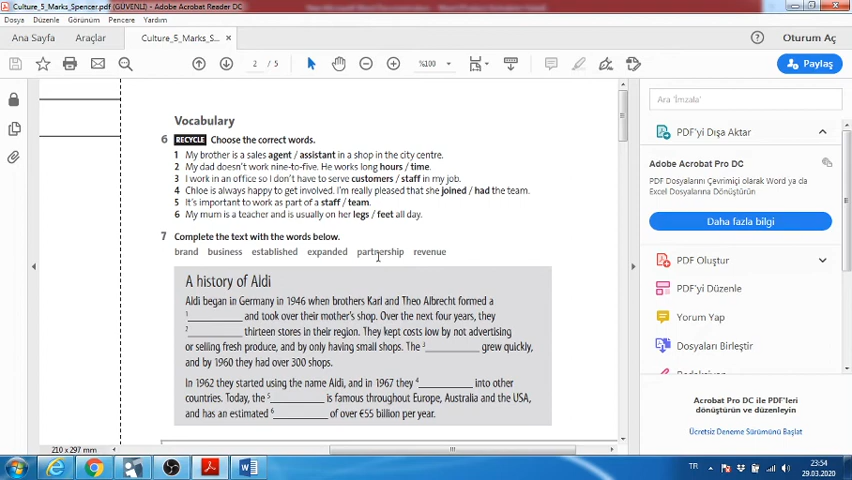 Culture_5_Marks_Spencer.pdf (GÜVENLİ) - Adobe Acrobat Reader DC
Dosya Düzenle Görünüm Pencere Yardım
Ana Sayfa Araçlar Culture_5_Marks_S... × Oturum Aç
2 / 5 %100 Paylaş
Vocabulary
6 RECYCLE Choose the correct words.
1 My brother is a sales agent / assistant in a shop in the city centre.
2 My dad doesn't work nine-to-five. He works long hours / time.
3 I work in an office so I don't have to serve customers / staff in my job.
4 Chloe is always happy to get involved. I'm really pleased that she joined / had the team.
5 It's important to work as part of a staff / team.
6 My mum is a teacher and is usually on her legs / feet all day.
7 Complete the text with the words below.
brand business established expanded partnership revenue
A history of Aldi
Aldi began in Germany in 1946 when brothers Karl and Theo Albrecht formed a
1__________ and took over their mother's shop. Over the next four years, they
2__________ thirteen stores in their region. They kept costs low by not advertising
or selling fresh produce, and by only having small shops. The 3__________ grew quickly,
and by 1960 they had over 300 shops.
In 1962 they started using the name Aldi, and in 1967 they 4__________ into other
countries. Today, the 5__________ is famous throughout Europe, Australia and the USA,
and has an estimated 6__________ of over €55 billion per year.
210 x 297 mm
Ara 'İmzala'
PDF'yi Dışa Aktar
Adobe Acrobat Pro DC
PDF Dosyalarını Çevrimiçi olarak Word ya da
Excel Dosyalarına Dönüştürün
Daha fazla bilgi
PDF Oluştur
PDF'yi Düzenle
Yorum Yap
Dosyaları Birleştir
Acrobat Pro DC ile PDF'leri
dönüştürün ve düzenleyin
Ücretsiz Deneme Sürümünü Başlat
TR 23:54
29.03.2020